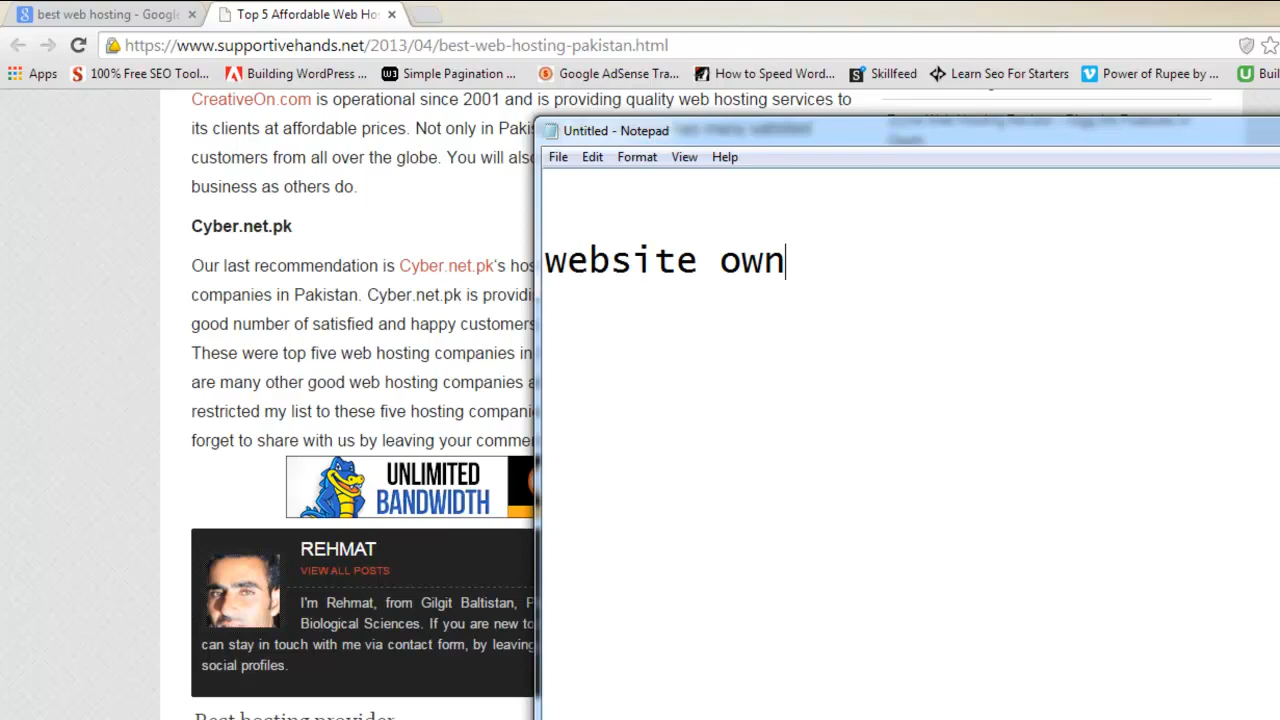 best web hosting - Google
Top 5 Affordable Web Ho
https://www.supportivehands.net/2013/04/best-web-hosting-pakistan.html
Apps
100% Free SEO Tool...
Building WordPress ...
Simple Pagination ...
Google AdSense Tra...
How to Speed Wor...
Skillfeed
Learn Seo For Starters
Power of Rupee by ...
Buil
CreativeOn.com is operational since 2001 and is providing quality web hosting services to
its clients at affordable prices. Not only in Pakis
customers from all over the globe. You will also
business as others do.
Cyber.net.pk
Our last recommendation is Cyber.net.pk's hos
companies in Pakistan. Cyber.net.pk is providi
good number of satisfied and happy customers
These were top five web hosting companies in
are many other good web hosting companies a
restricted my list to these five hosting compani
forget to share with us by leaving your comme
UNLIMITED
BANDWIDTH
REHMAT
VIEW ALL POSTS
I'm Rehmat, from Gilgit Baltistan, P
Biological Sciences. If you are new to
can stay in touch with me via contact form, by leaving
social profiles.
Best hosting provider
Untitled - Notepad
File Edit Format View Help
website own